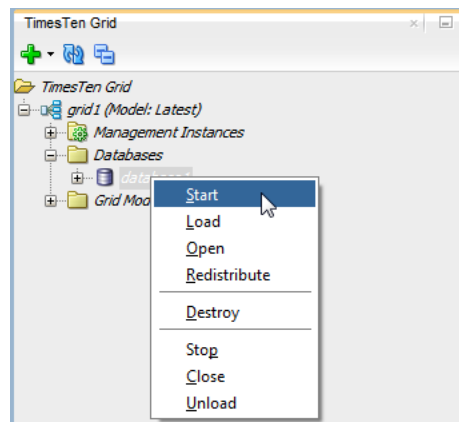 TimesTen Grid
TimesTen Grid
grid1 (Model: Latest)
Management Instances
Databases
database1
Grid Mod
Start
Load
Open
Redistribute
Destroy
Stop
Close
Unload